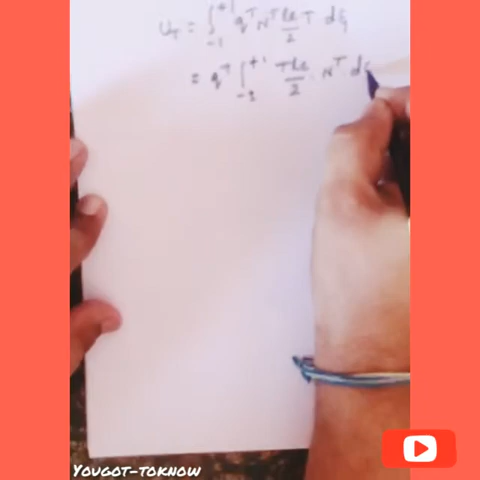 U_T = ∫_{-1}^{+1} q^T N^T le/2 T dξ
= q^T ∫_{-1}^{+1} T le/2 . N^T dξ
YOUGOT-TOKNOW